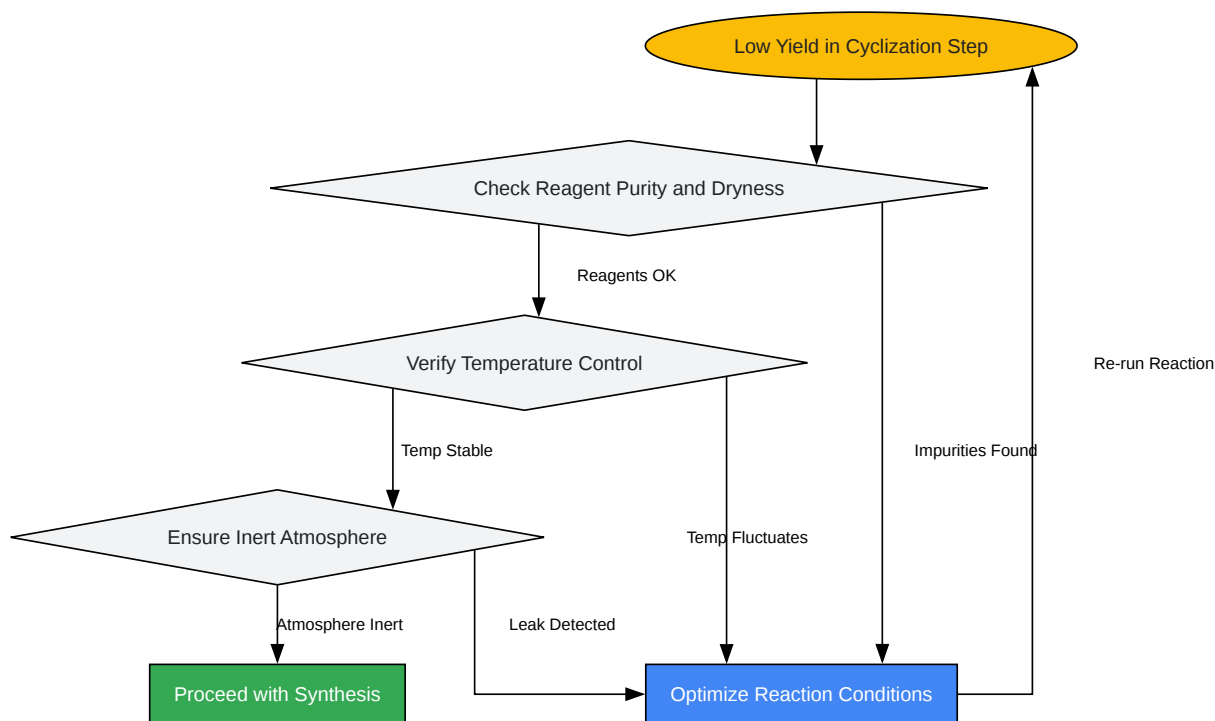 Low Yield in Cyclization Step
Check Reagent Purity and Dryness
Reagents OK
Verify Temperature Control
Re-run Reaction
Temp Stable
Impurities Found
Ensure Inert Atmosphere
Temp Fluctuates
Atmosphere Inert
Leak Detected
Proceed with Synthesis
Optimize Reaction Conditions